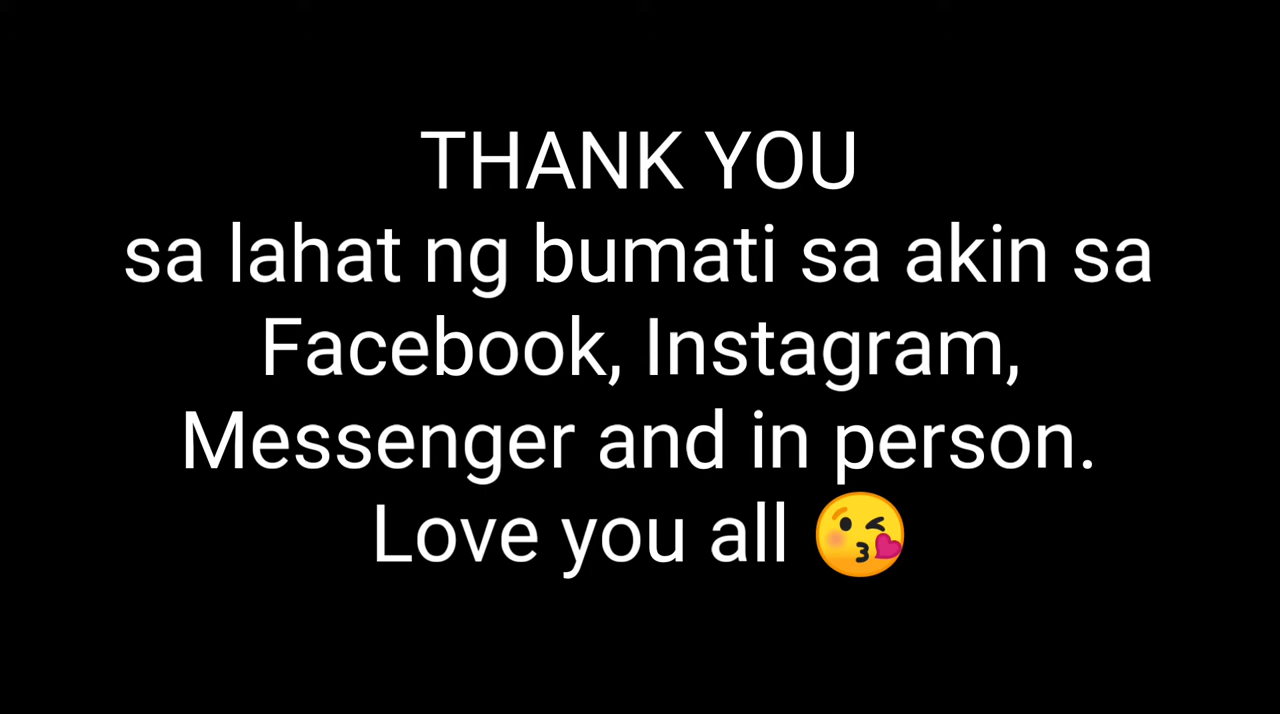 THANK YOU
sa lahat ng bumati sa akin sa
Facebook, Instagram,
Messenger and in person.
Love you all 😘